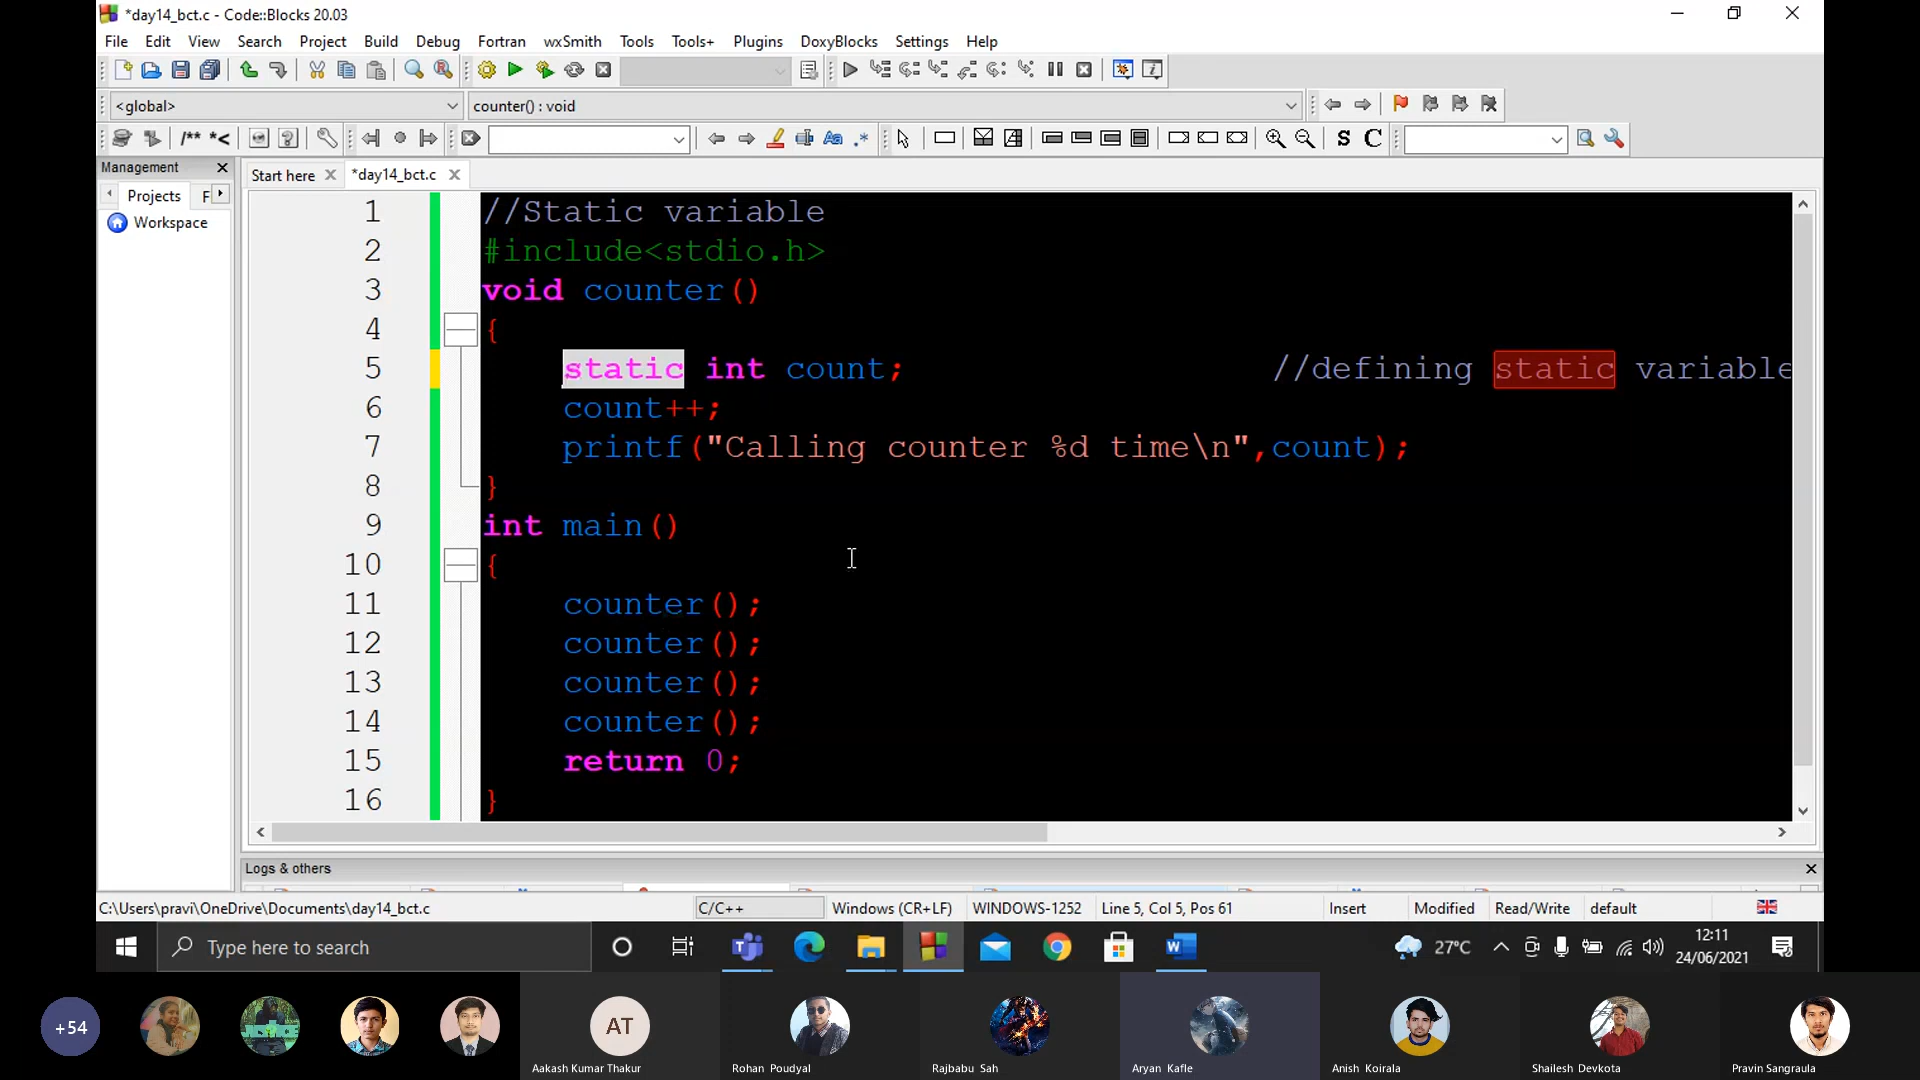 *day14_bct.c - Code::Blocks 20.03
File Edit View Search Project Build Debug Fortran wxSmith Tools Tools+ Plugins DoxyBlocks Settings Help
<global> counter() : void
/** *< Aa .* S C
Management
Start here *day14_bct.c
Projects F
Workspace
1 //Static variable
2 #include<stdio.h>
3 void counter()
4 {
5 static int count; //defining static variable
6 count++;
7 printf("Calling counter %d time\n",count);
8 }
9 int main()
10 {
11 counter();
12 counter();
13 counter();
14 counter();
15 return 0;
16 }
Logs & others
C:\Users\pravi\OneDrive\Documents\day14_bct.c C/C++ Windows (CR+LF) WINDOWS-1252 Line 5, Col 5, Pos 61 Insert Modified Read/Write default
Type here to search 27°C 12:11
24/06/2021
+54 AT
Aakash Kumar Thakur Rohan Poudyal Rajbabu Sah Aryan Kafle Anish Koirala Shailesh Devkota Pravin Sangraula